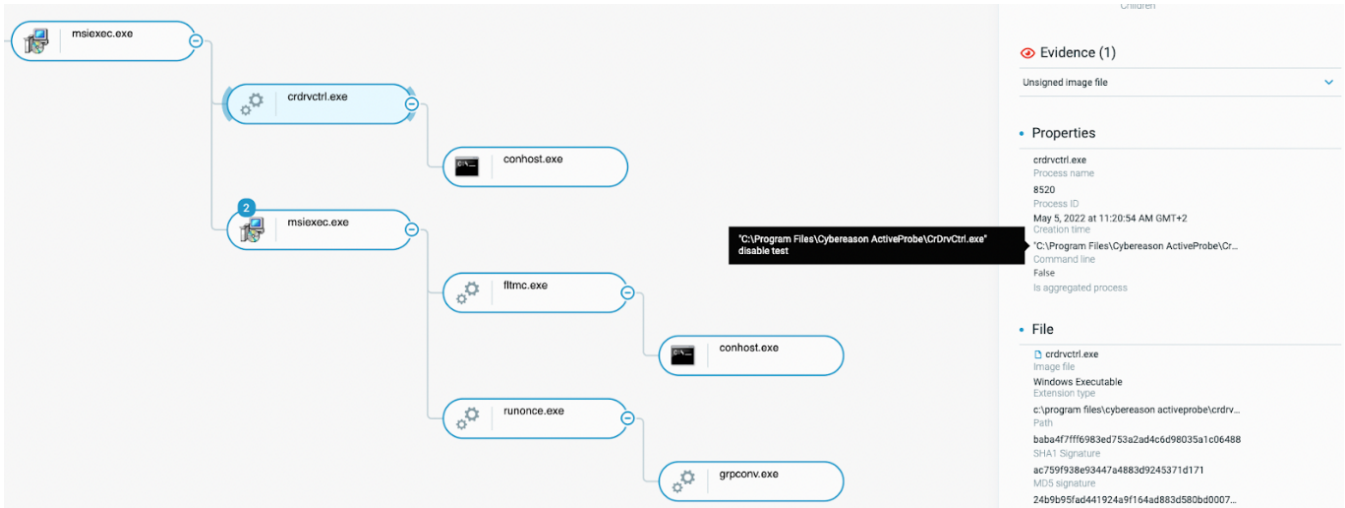 Children
msiexec.exe
crdrvctrl.exe
conhost.exe
2
msiexec.exe
fltmc.exe
conhost.exe
runonce.exe
grpconv.exe
"C:\Program Files\Cybereason ActiveProbe\CrDrvCtrl.exe"
disable test
Evidence (1)
Unsigned image file
Properties
crdrvctrl.exe
Process name
8520
Process ID
May 5, 2022 at 11:20:54 AM GMT+2
Creation time
"C:\Program Files\Cybereason ActiveProbe\Cr...
Command line
False
Is aggregated process
File
crdrvctrl.exe
Image file
Windows Executable
Extension type
c:\program files\cybereason activeprobe\crdrv...
Path
baba4f7fff6983ed753a2ad4c6d98035a1c06488
SHA1 Signature
ac759f938e93447a4883d9245371d171
MD5 signature
24b9b95fad441924a9f164ad883d580bd0007...